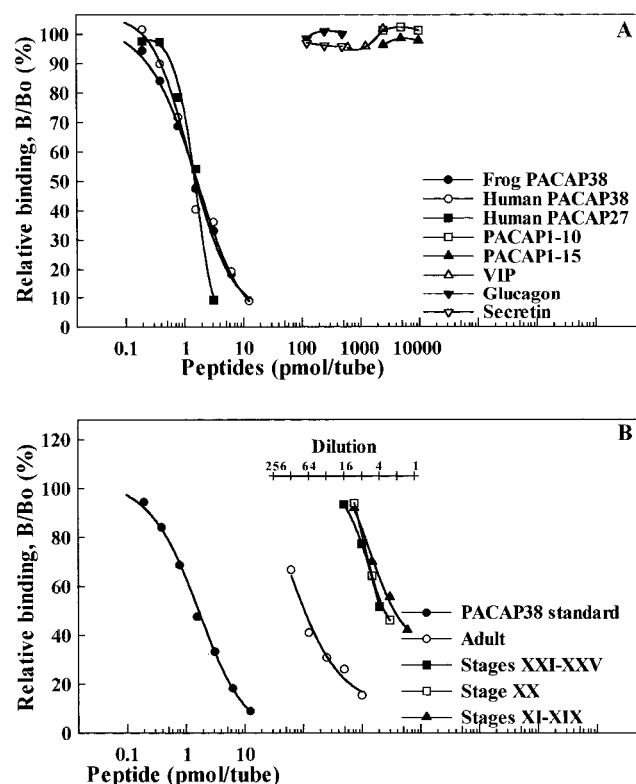 A
Relative binding, B/Bo (%)
100
90
80
70
60
50
40
30
20
10
0
Frog PACAP38
Human PACAP38
Human PACAP27
PACAP1-10
PACAP1-15
VIP
Glucagon
Secretin
0.1 1 10 100 1000 10000
Peptides (pmol/tube)
B
Relative binding, B/Bo (%)
120
100
80
60
40
20
0
Dilution
256 64 16 4 1
PACAP38 standard
Adult
Stages XXI-XXV
Stage XX
Stages XI-XIX
0.1 1 10 100 1000 10000
Peptide (pmol/tube)